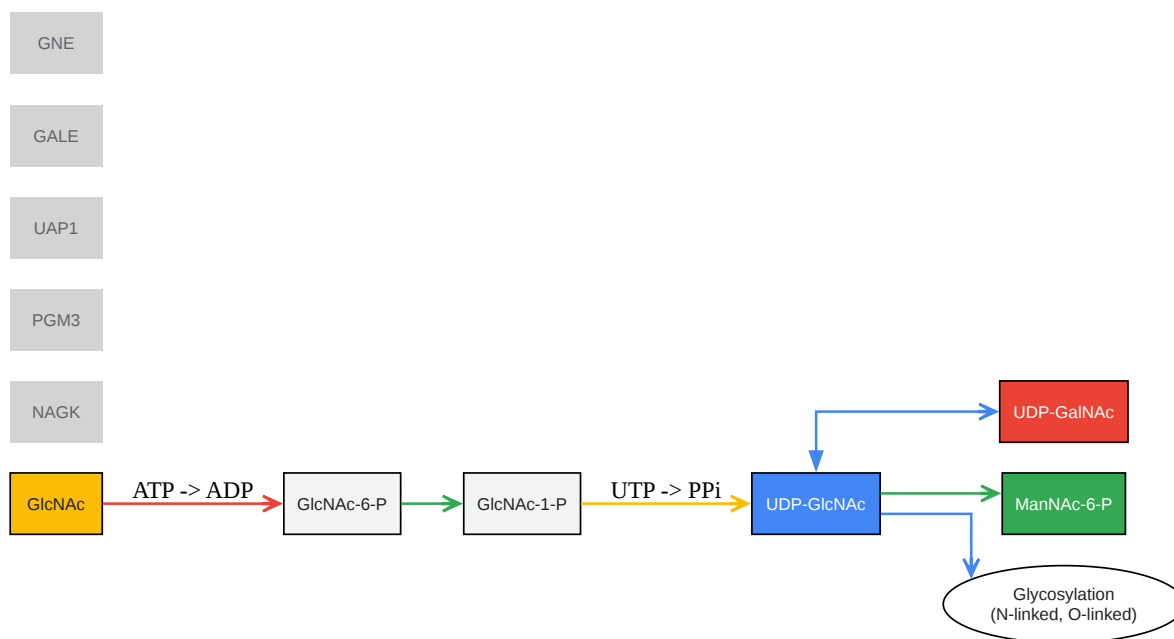 GNE
GALE
UAP1
PGM3
NAGK
UDP-GalNAc
GlcNAc
ATP -> ADP
GlcNAc-6-P
GlcNAc-1-P
UTP -> PPi
UDP-GlcNAc
ManNAc-6-P
Glycosylation
(N-linked, O-linked)